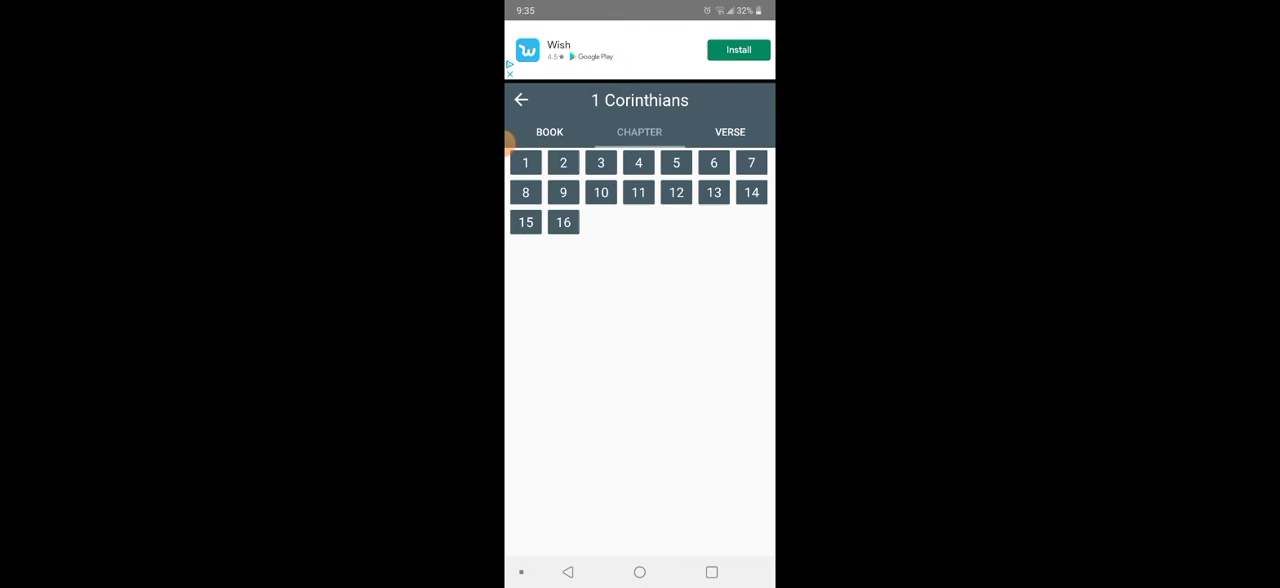 9:35 32%
Wish
4.5★ Google Play
Install
1 Corinthians
BOOK CHAPTER VERSE
1 2 3 4 5 6 7
8 9 10 11 12 13 14
15 16